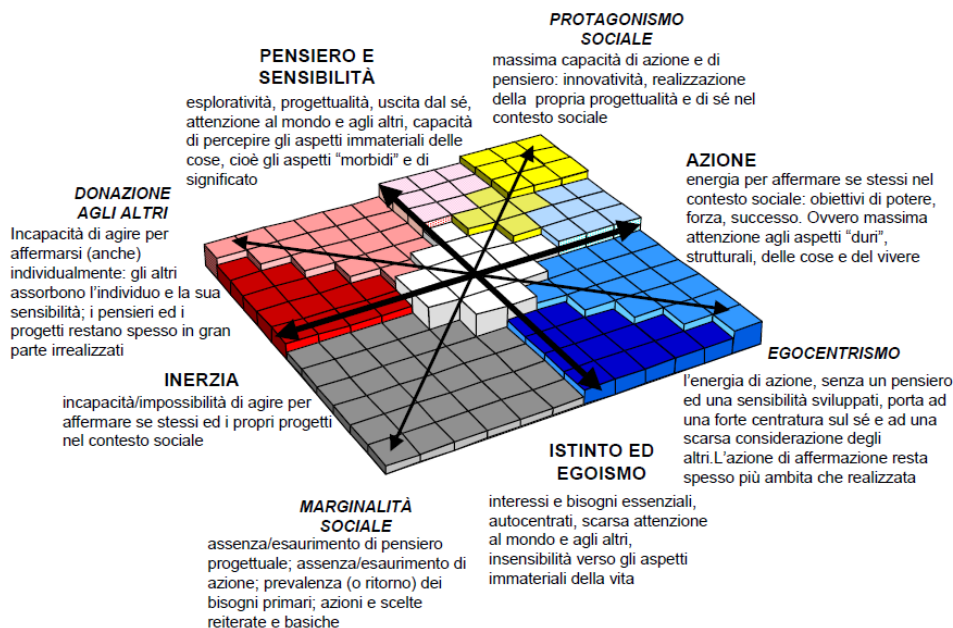 PROTAGONISMO
SOCIALE
massima capacità di azione e di
pensiero: innovatività, realizzazione
della  propria progettualità e di sé nel
contesto sociale
PENSIERO E
SENSIBILITÀ
esploratività, progettualità, uscita dal sé,
attenzione al mondo e agli altri, capacità
di percepire gli aspetti immateriali delle
cose, cioè gli aspetti “morbidi” e di
significato
AZIONE
energia per affermare se stessi nel
contesto sociale: obiettivi di potere,
forza, successo. Ovvero massima
attenzione agli aspetti “duri”,
strutturali, delle cose e del vivere
DONAZIONE
AGLI ALTRI
Incapacità di agire per
affermarsi (anche)
individualmente: gli altri
assorbono l’individuo e la sua
sensibilità; i pensieri ed i
progetti restano spesso in gran
parte irrealizzati
EGOCENTRISMO
l’energia di azione, senza un pensiero
ed una sensibilità sviluppati, porta ad
una forte centratura sul sé e ad una
scarsa considerazione degli
altri.L’azione di affermazione resta
spesso più ambita che realizzata
INERZIA
incapacità/impossibilità di agire per
affermare se stessi ed i propri progetti
nel contesto sociale
ISTINTO ED
EGOISMO
interessi e bisogni essenziali,
autocentrati, scarsa attenzione
al mondo e agli altri,
insensibilità verso gli aspetti
immateriali della vita
MARGINALITÀ
SOCIALE
assenza/esaurimento di pensiero
progettuale; assenza/esaurimento di
azione; prevalenza (o ritorno) dei
bisogni primari; azioni e scelte
reiterate e basiche